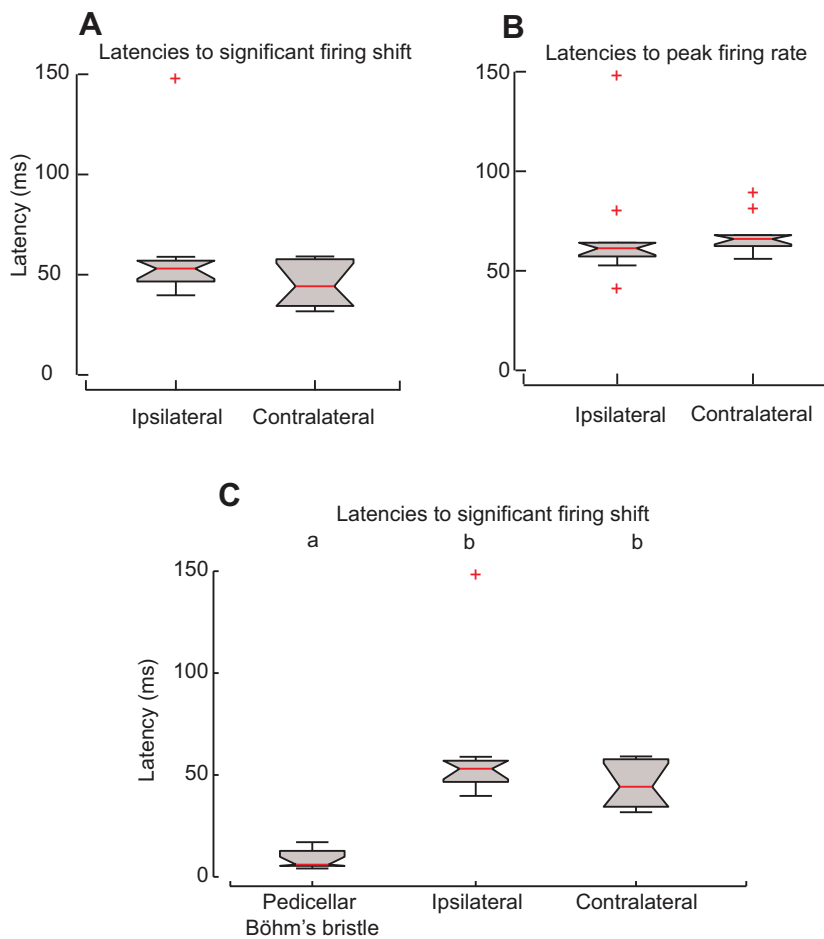 A
Latencies to significant firing shift
150
100
50
0
Latency (ms)
Ipsilateral
Contralateral
B
Latencies to peak firing rate
150
100
50
0
Ipsilateral
Contralateral
C
Latencies to significant firing shift
a
b
b
150
100
50
0
Latency (ms)
Pedicellar
Böhm's bristle
Ipsilateral
Contralateral